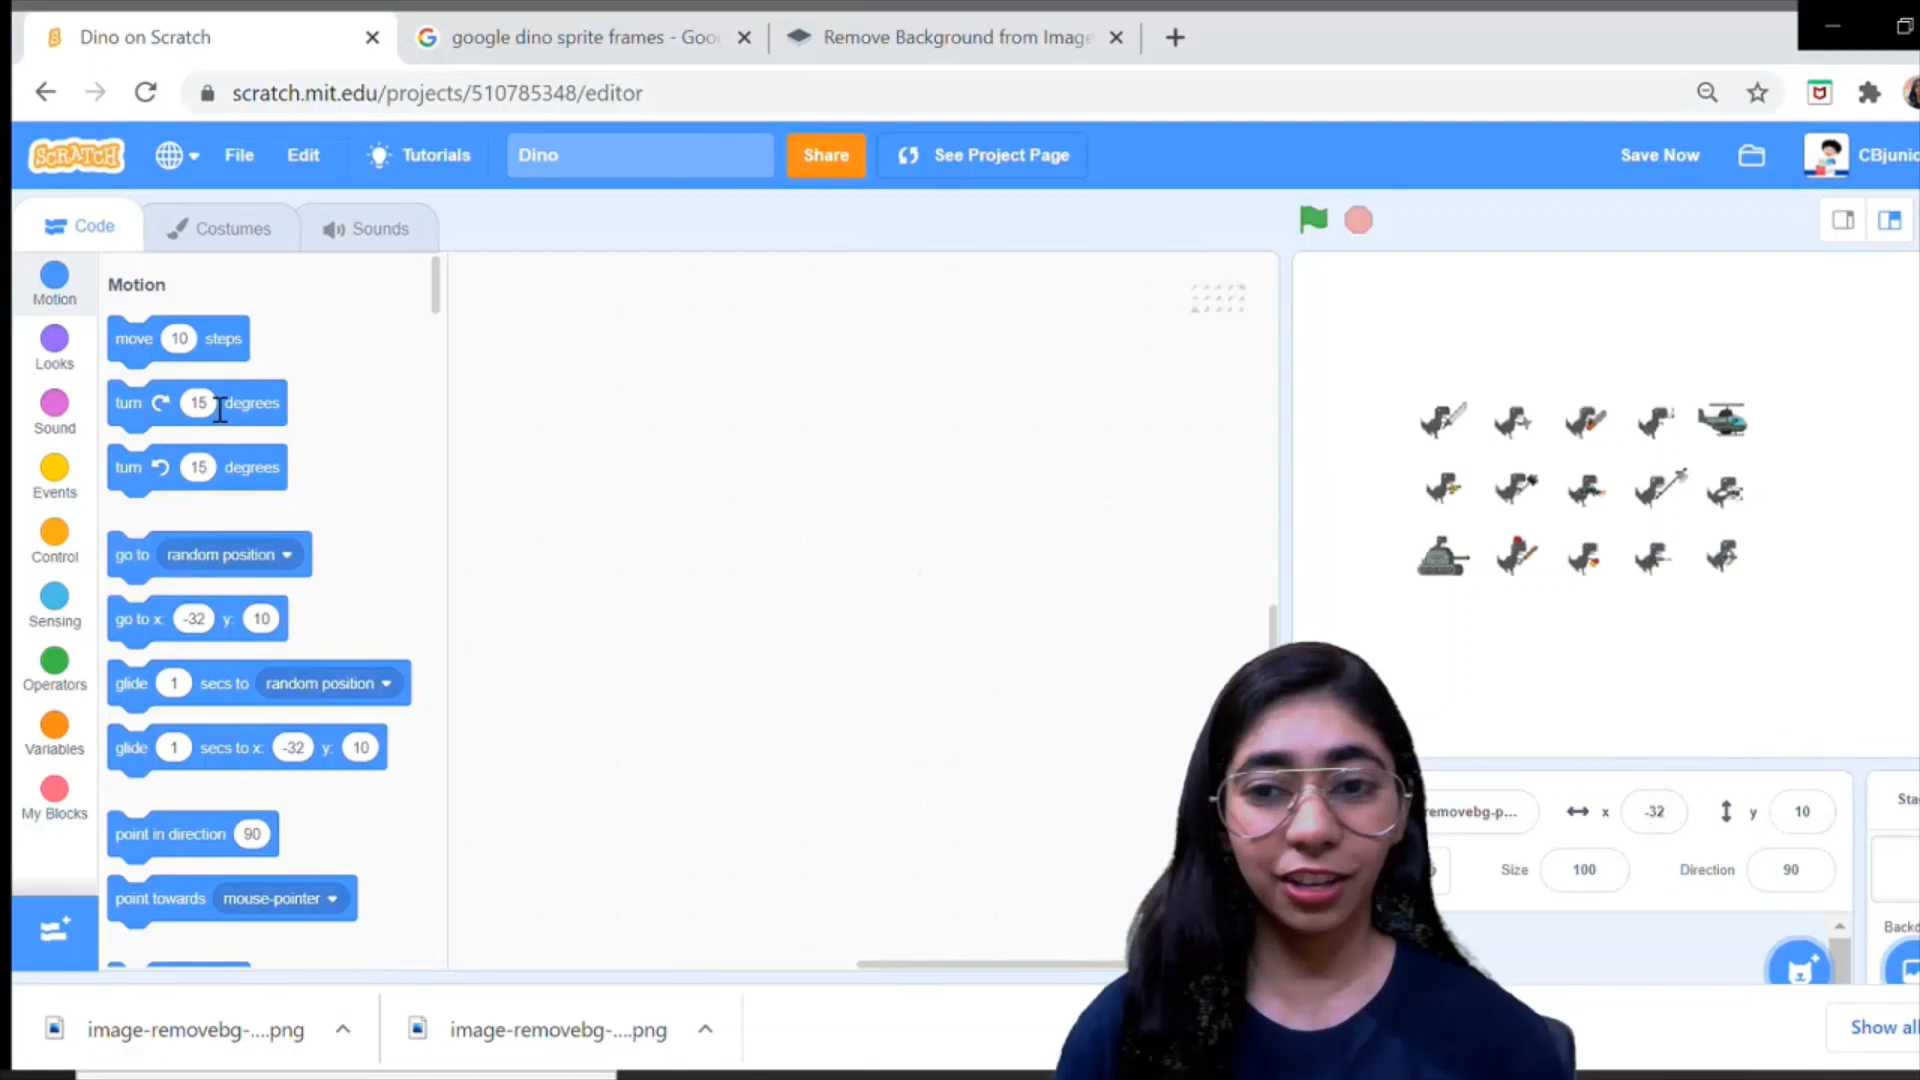 Dino on Scratch
google dino sprite frames - Goo
Remove Background from Image
scratch.mit.edu/projects/510785348/editor
SCRATCH
File
Edit
Tutorials
Dino
Share
See Project Page
Save Now
CBjunio
Code
Costumes
Sounds
Motion
Looks
Sound
Events
Control
Sensing
Operators
Variables
My Blocks
Motion
move 10 steps
turn 15 degrees
turn 15 degrees
go to random position
go to x: -32 y: 10
glide 1 secs to random position
glide 1 secs to x: -32 y: 10
point in direction 90
point towards mouse-pointer
removebg-p...
x -32
y 10
Size 100
Direction 90
Sta
Backd
image-removebg-....png
image-removebg-....png
Show all